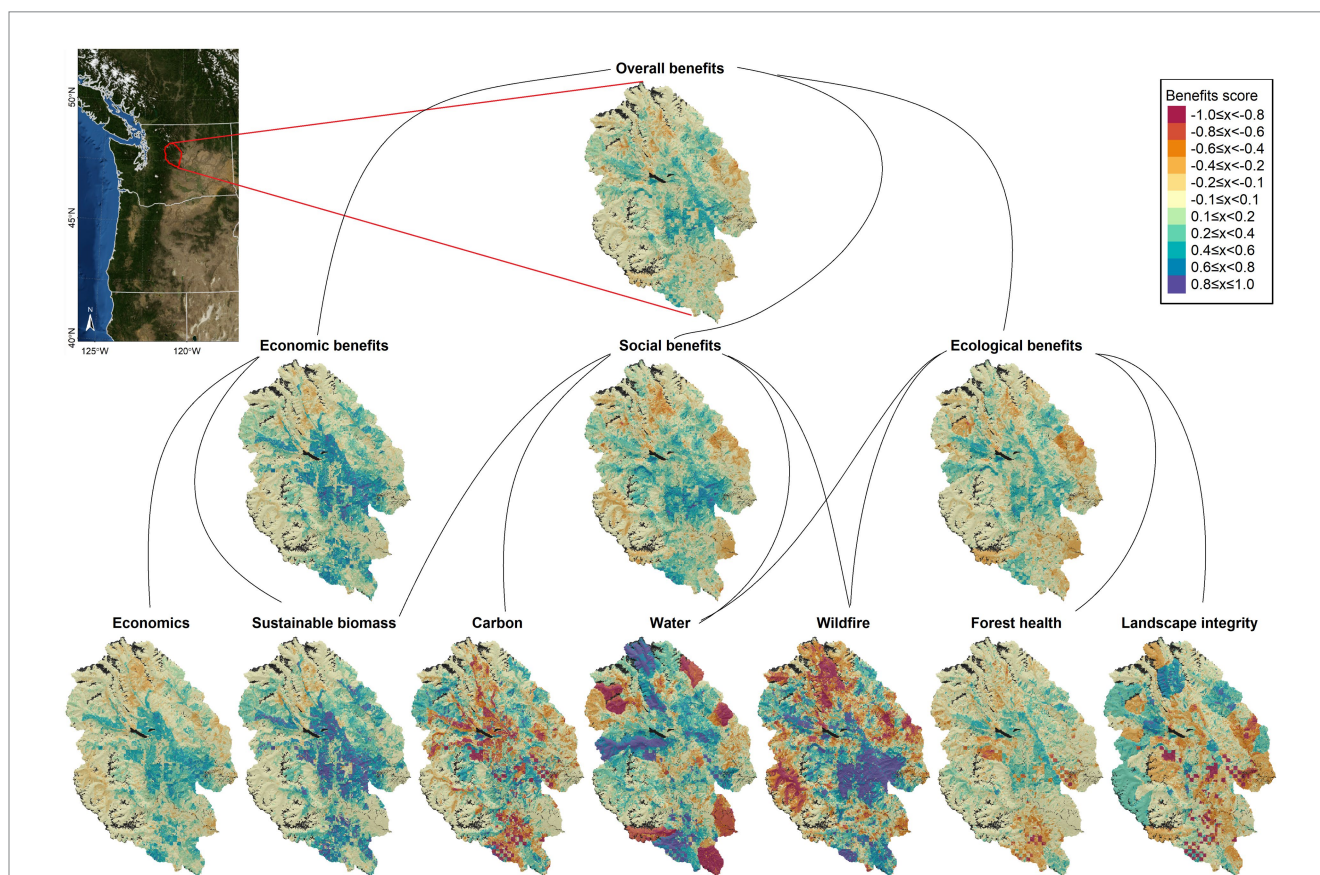 Overall benefits
50°N
45°N
40°N
N
125°W
120°W
Benefits score
-1.0≤x<-0.8
-0.8≤x<-0.6
-0.6≤x<-0.4
-0.4≤x<-0.2
-0.2≤x<-0.1
-0.1≤x<0.1
0.1≤x<0.2
0.2≤x<0.4
0.4≤x<0.6
0.6≤x<0.8
0.8≤x≤1.0
Economic benefits
Social benefits
Ecological benefits
Economics
Sustainable biomass
Carbon
Water
Wildfire
Forest health
Landscape integrity